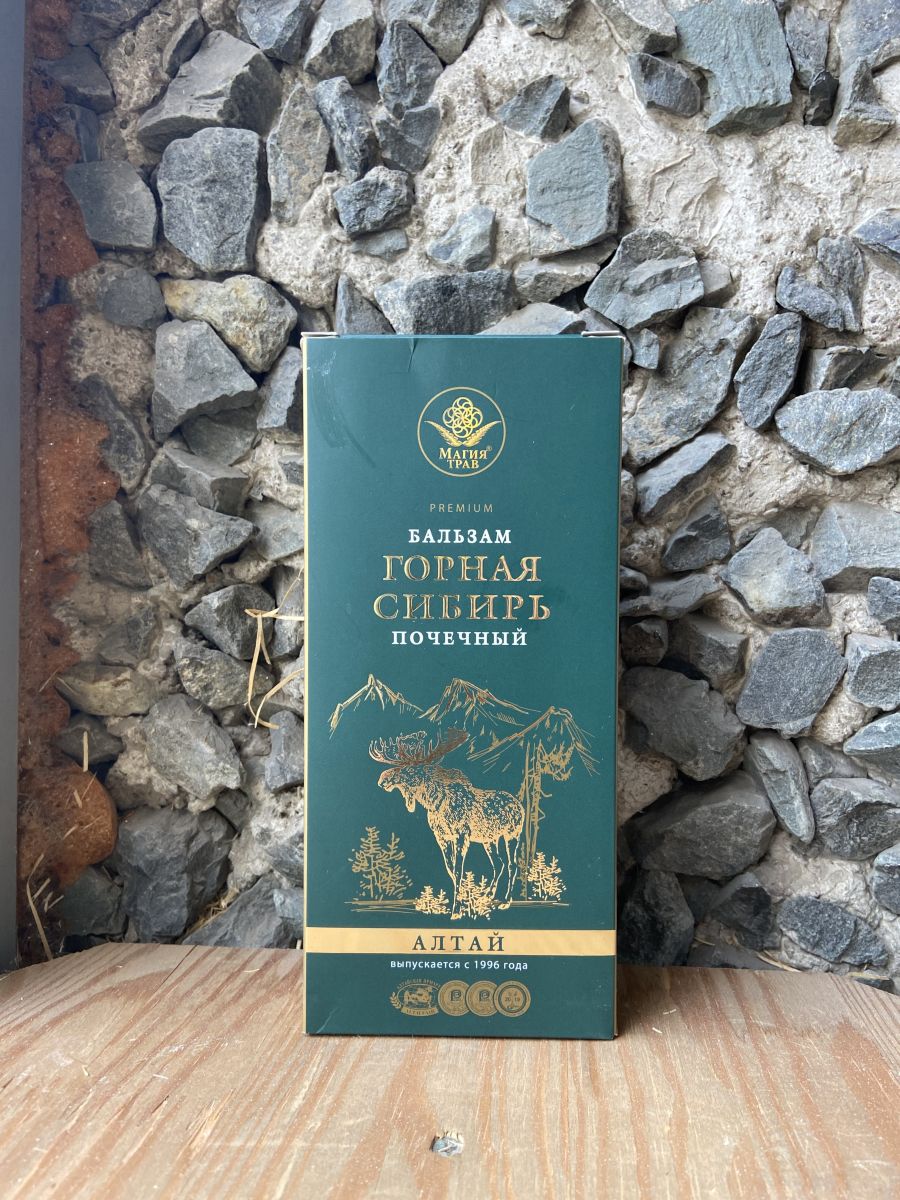 МАГИЯ®
ТРАВ
PREMIUM
БАЛЬЗАМ
ГОРНАЯ
СИБИРЬ
ПОЧЕЧНЫЙ
АЛТАЙ
выпускается с 1996 года